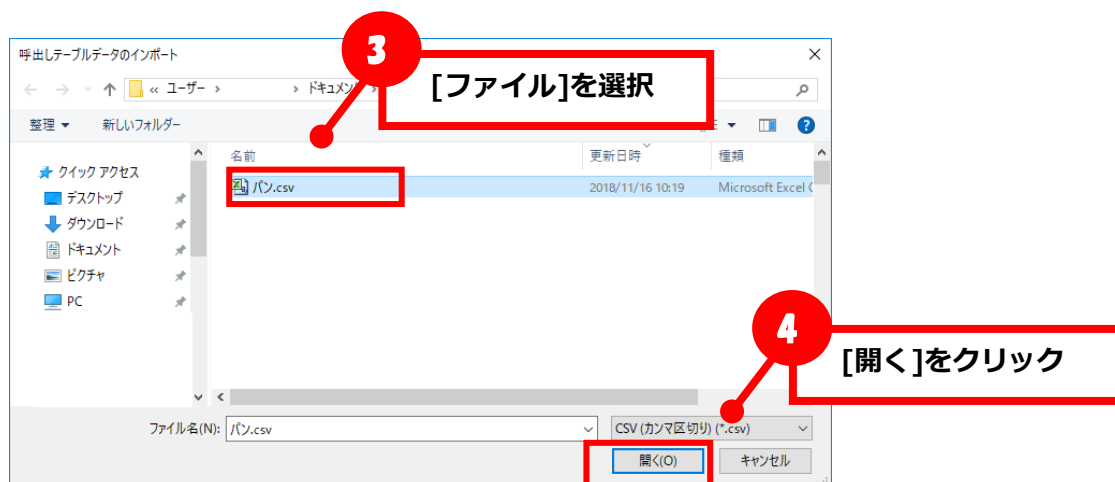 3
呼出しテーブルデータのインポート
[ファイル]を選択
« ユーザー › › ドキュメント ›
整理 新しいフォルダー
名前 更新日時 種類
クイック アクセス
パン.csv 2018/11/16 10:19 Microsoft Excel C
デスクトップ
ダウンロード
ドキュメント
ピクチャ
PC
4
[開く]をクリック
ファイル名(N): パン.csv CSV (カンマ区切り) (*.csv)
開く(O) キャンセル